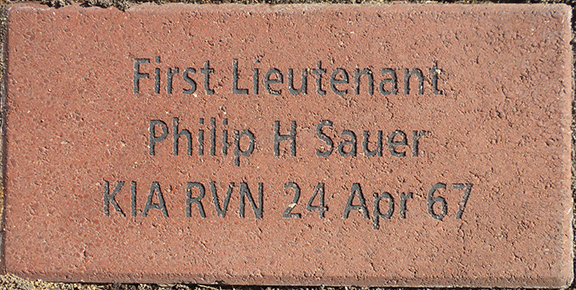 First Lieutenant
Philip H Sauer
KIA RVN 24 Apr 67